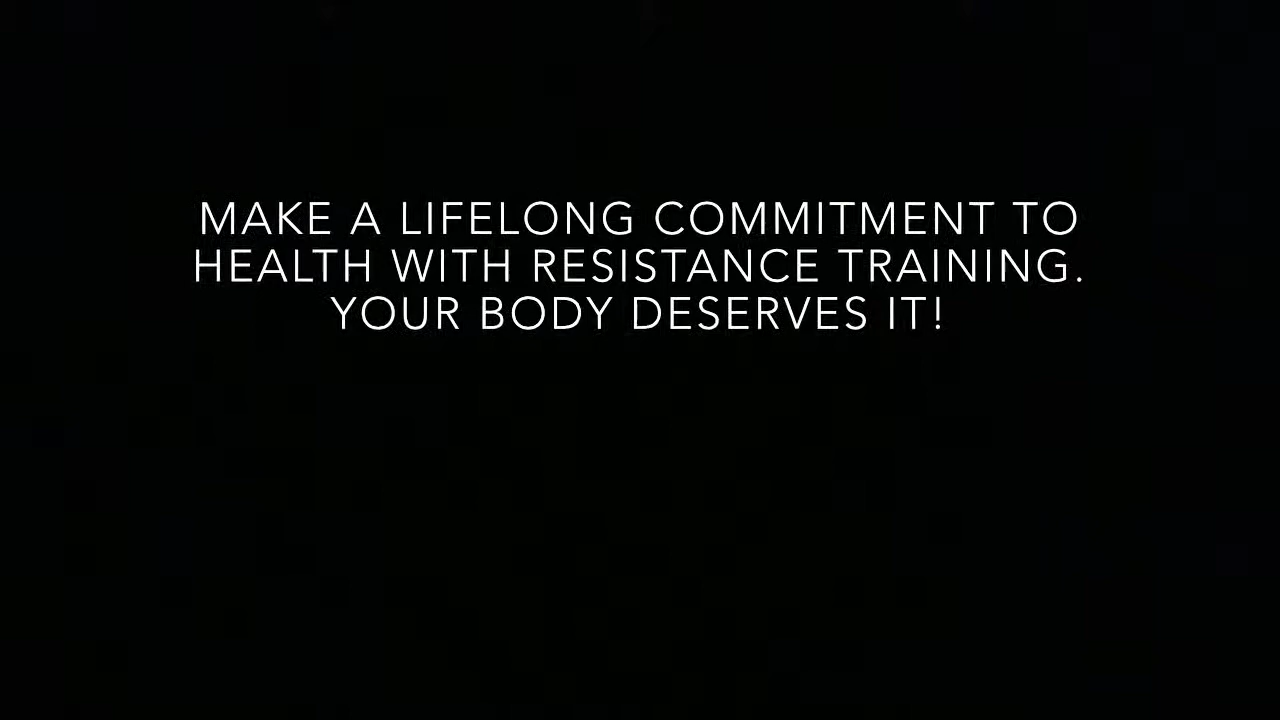 MAKE A LIFELONG COMMITMENT TO
HEALTH WITH RESISTANCE TRAINING.
YOUR BODY DESERVES IT!